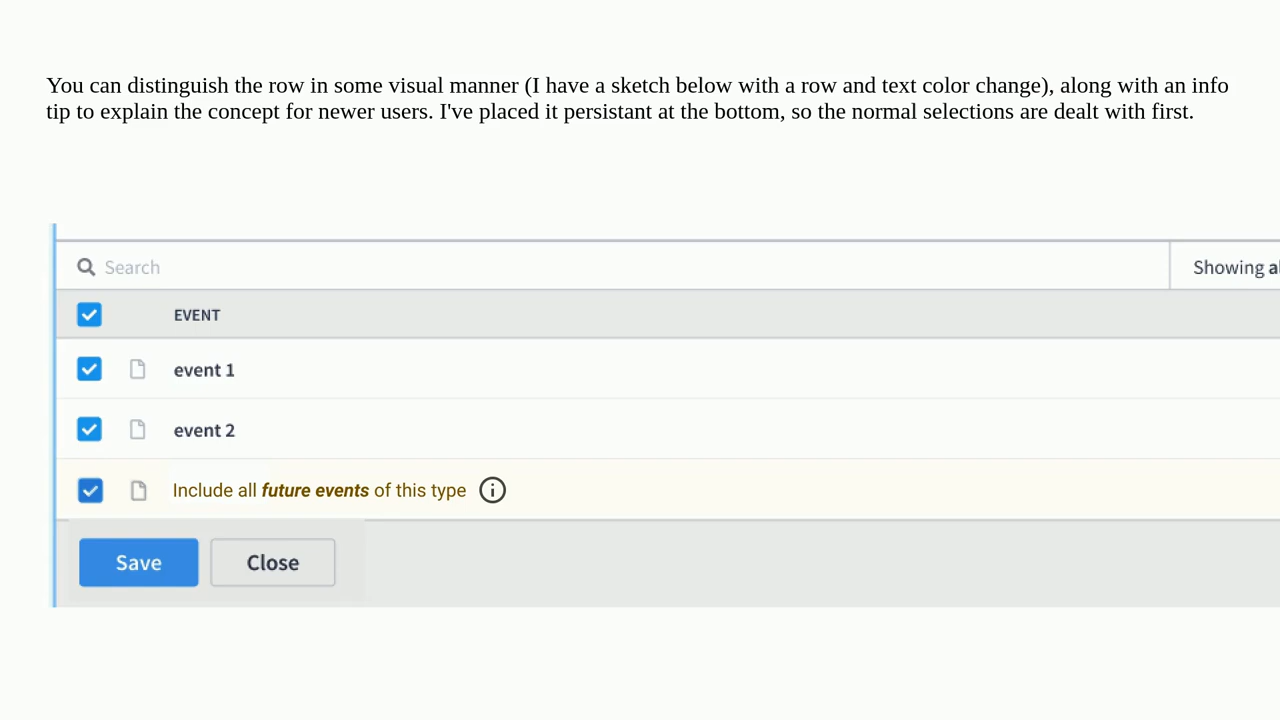 You can distinguish the row in some visual manner (I have a sketch below with a row and text color change), along with an info
tip to explain the concept for newer users. I've placed it persistant at the bottom, so the normal selections are dealt with first.
Search
Showing
EVENT
event 1
event 2
Include all future events of this type
Save
Close